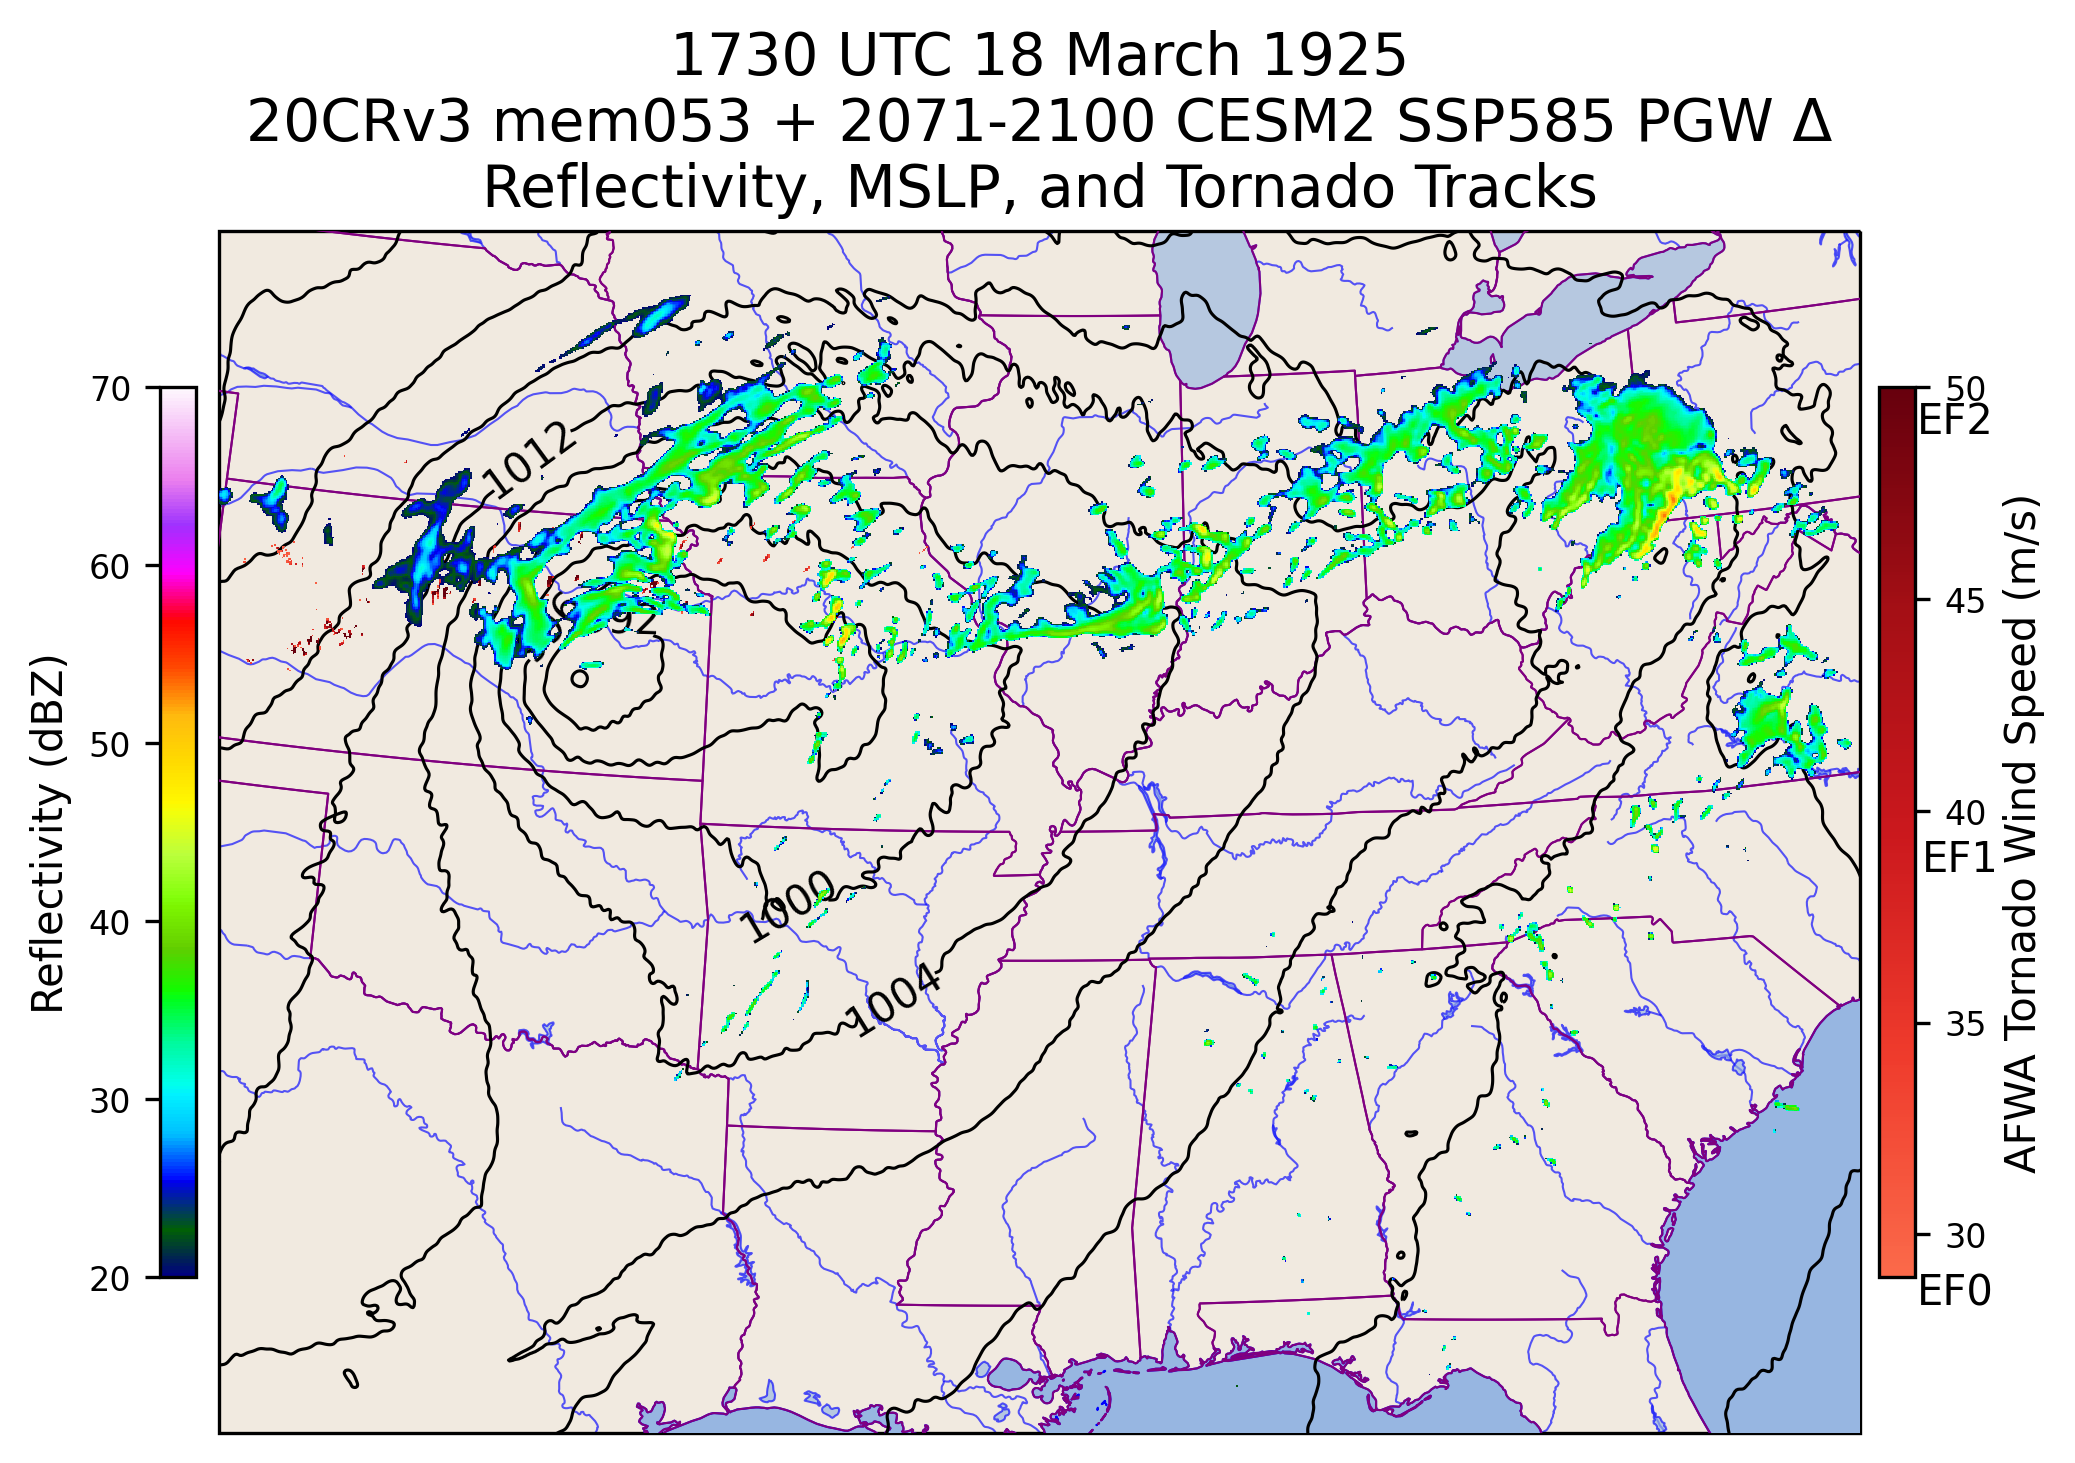 1730 UTC 18 March 1925
20CRv3 mem053 + 2071-2100 CESM2 SSP585 PGW Δ
Reflectivity, MSLP, and Tornado Tracks
Reflectivity (dBZ)
70
60
50
40
30
20
1012
1000
1004
50
EF2
45
40
EF1
35
30
EF0
AFWA Tornado Wind Speed (m/s)